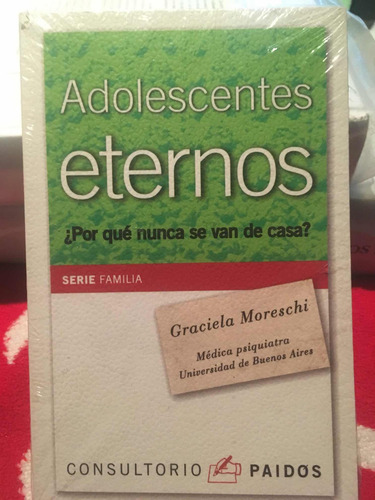 Adolescentes
eternos
¿Por qué nunca se van de casa?
SERIE FAMILIA
Graciela Moreschi
Médica psiquiatra
Universidad de Buenos Aires
CONSULTORIO PAIDÓS